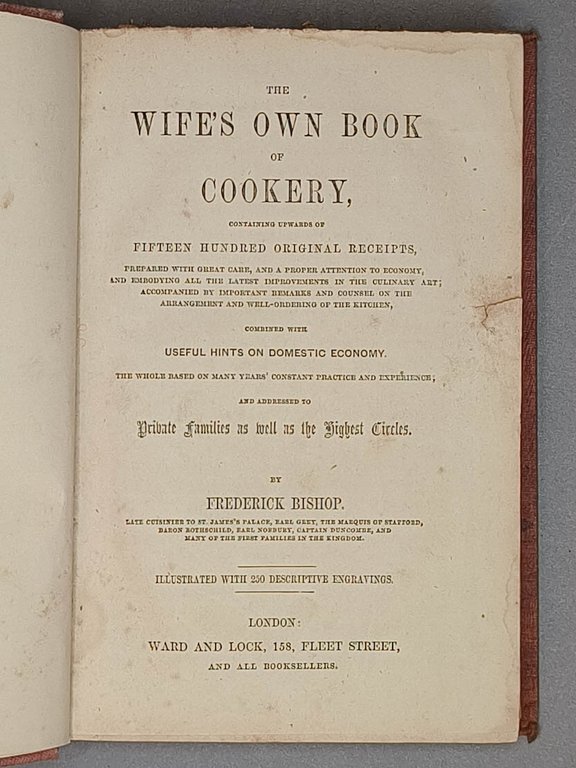 THE
WIFE'S OWN BOOK
OF
COOKERY,
CONTAINING UPWARDS OF
FIFTEEN HUNDRED ORIGINAL RECEIPTS,
PREPARED WITH GREAT CARE, AND A PROPER ATTENTION TO ECONOMY,
AND EMBODYING ALL THE LATEST IMPROVEMENTS IN THE CULINARY ART;
ACCOMPANIED BY IMPORTANT REMARKS AND COUNSEL ON THE
ARRANGEMENT AND WELL-ORDERING OF THE KITCHEN,
COMBINED WITH
USEFUL HINTS ON DOMESTIC ECONOMY.
THE WHOLE BASED ON MANY YEARS' CONSTANT PRACTICE AND EXPERIENCE;
AND ADDRESSED TO
Private Families as well as the Highest Circles.
BY
FREDERICK BISHOP.
LATE CUISINIER TO ST. JAMES'S PALACE, EARL GREY, THE MARQUIS OF STAFFORD,
BARON ROTHSCHILD, EARL NORBURY, CAPTAIN DUNCOMBE, AND
MANY OF THE FIRST FAMILIES IN THE KINGDOM.
ILLUSTRATED WITH 250 DESCRIPTIVE ENGRAVINGS.
LONDON:
WARD AND LOCK, 158, FLEET STREET,
AND ALL BOOKSELLERS.